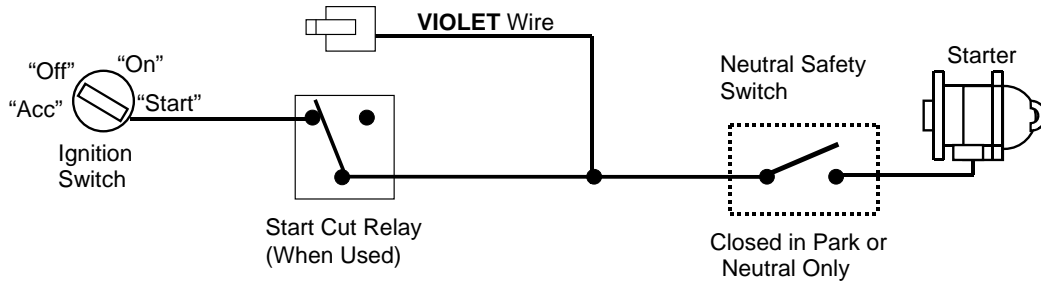 VIOLET Wire
“Off”
“On”
“Acc”
“Start”
Ignition
Switch
Start Cut Relay
(When Used)
Neutral Safety
Switch
Starter
Closed in Park or
Neutral Only